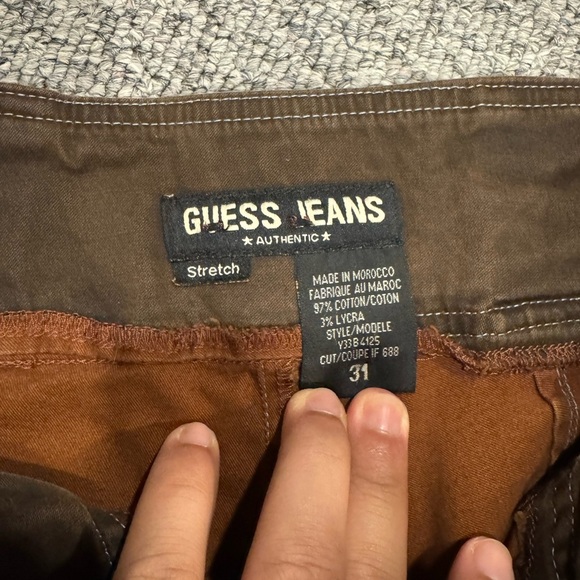 GUESS JEANS
★ AUTHENTIC ★
Stretch
MADE IN MOROCCO
FABRIQUE AU MAROC
97% COTTON/COTON
3% LYCRA
STYLE/MODELE
Y33B4125
CUT/COUPE IF 688
31